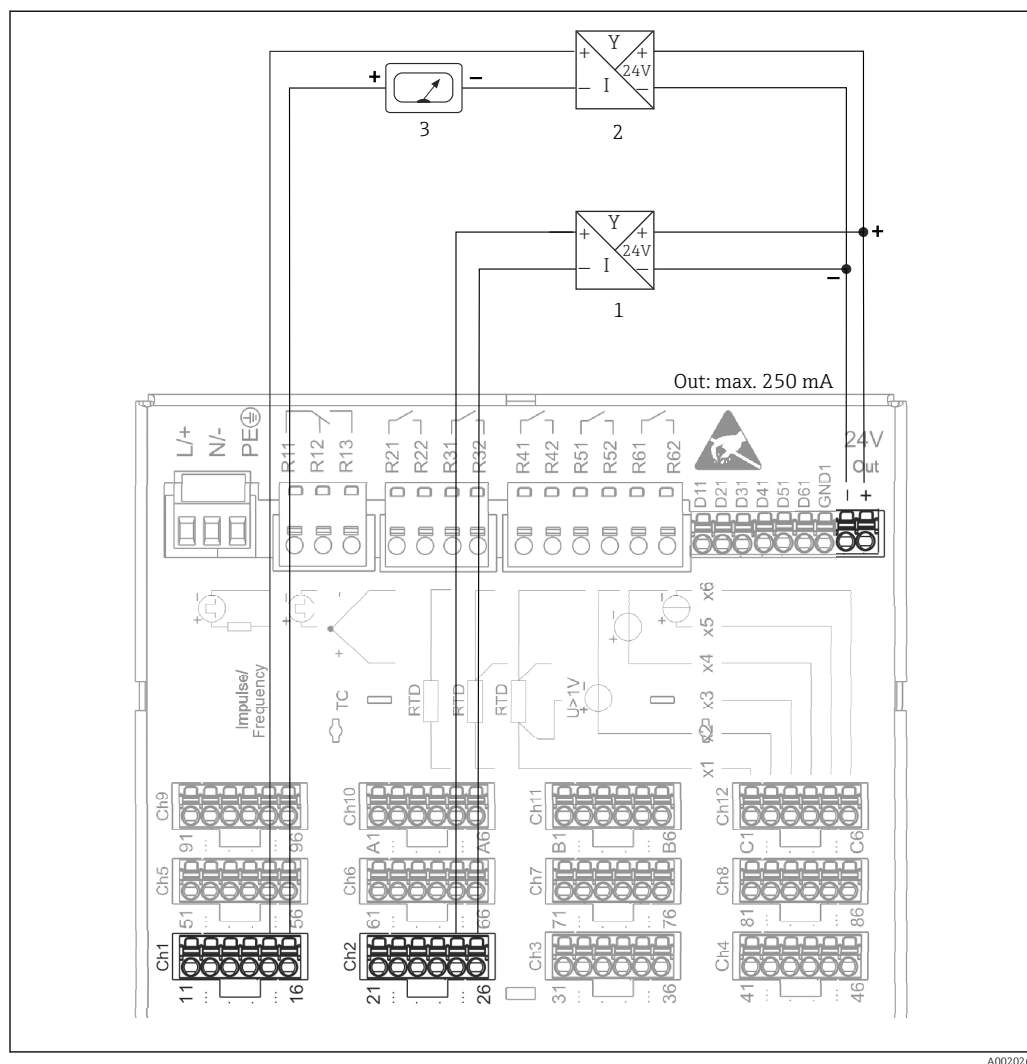 + Y +
24V
− I −
+ −
3
2
+ Y +
24V
− I −
1
+
−
Out: max. 250 mA
L/+
N/-
PE
R11
R12
R13
R21
R22
R31
R32
R41
R42
R51
R52
R61
R62
D11
D21
D31
D41
D51
D61
GND1
24V
Out
−
+
Impulse/
Frequency
- +
- +
-
+
TC
RTD
RTD
RTD
U>1V
- +
- +
- +
x6
x5
x4
x3
x2
x1
Ch9
91 ... . . ... 96
Ch10
A1 ... . . ... A6
Ch11
B1 ... . . ... B6
Ch12
C1 ... . . ... C6
Ch5
51 ... . . ... 56
Ch6
61 ... . . ... 66
Ch7
71 ... . . ... 76
Ch8
81 ... . . ... 86
Ch1
11 ... . . ... 16
Ch2
21 ... . . ... 26
Ch3
31 ... . . ... 36
Ch4
41 ... . . ... 46